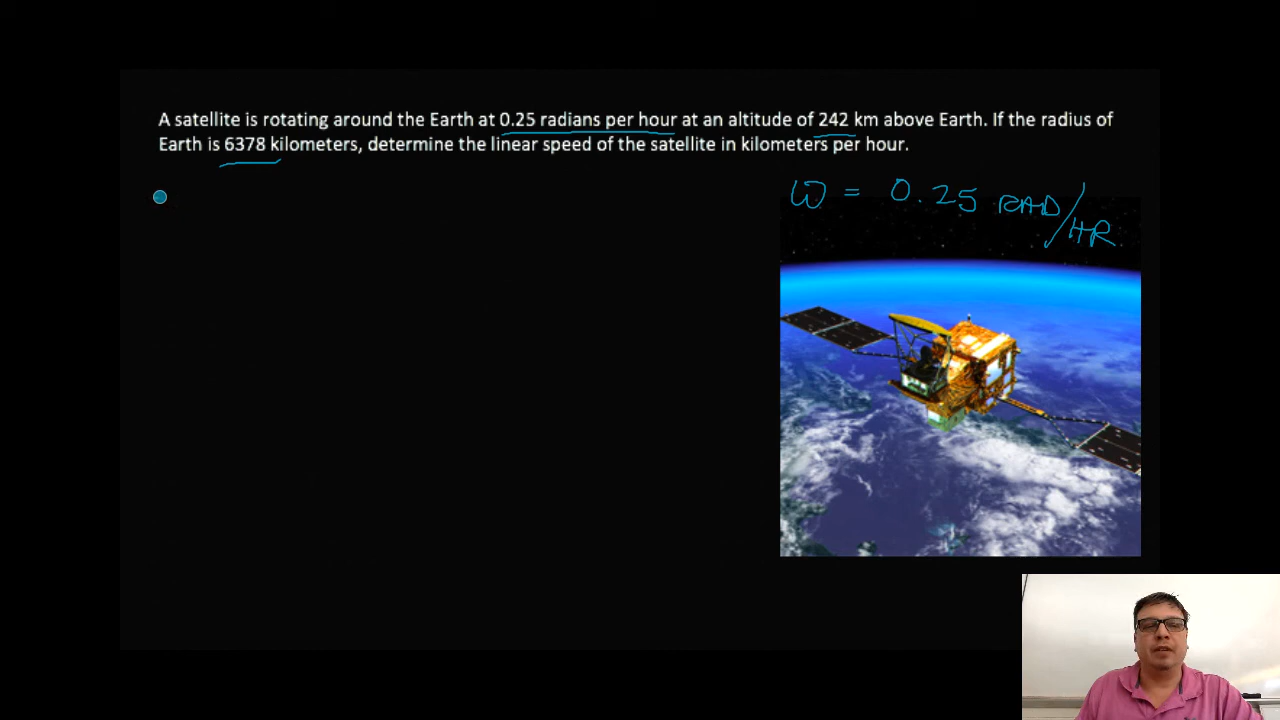 A satellite is rotating around the Earth at 0.25 radians per hour at an altitude of 242 km above Earth. If the radius of
Earth is 6378 kilometers, determine the linear speed of the satellite in kilometers per hour.
ω = 0.25 RAD/HR